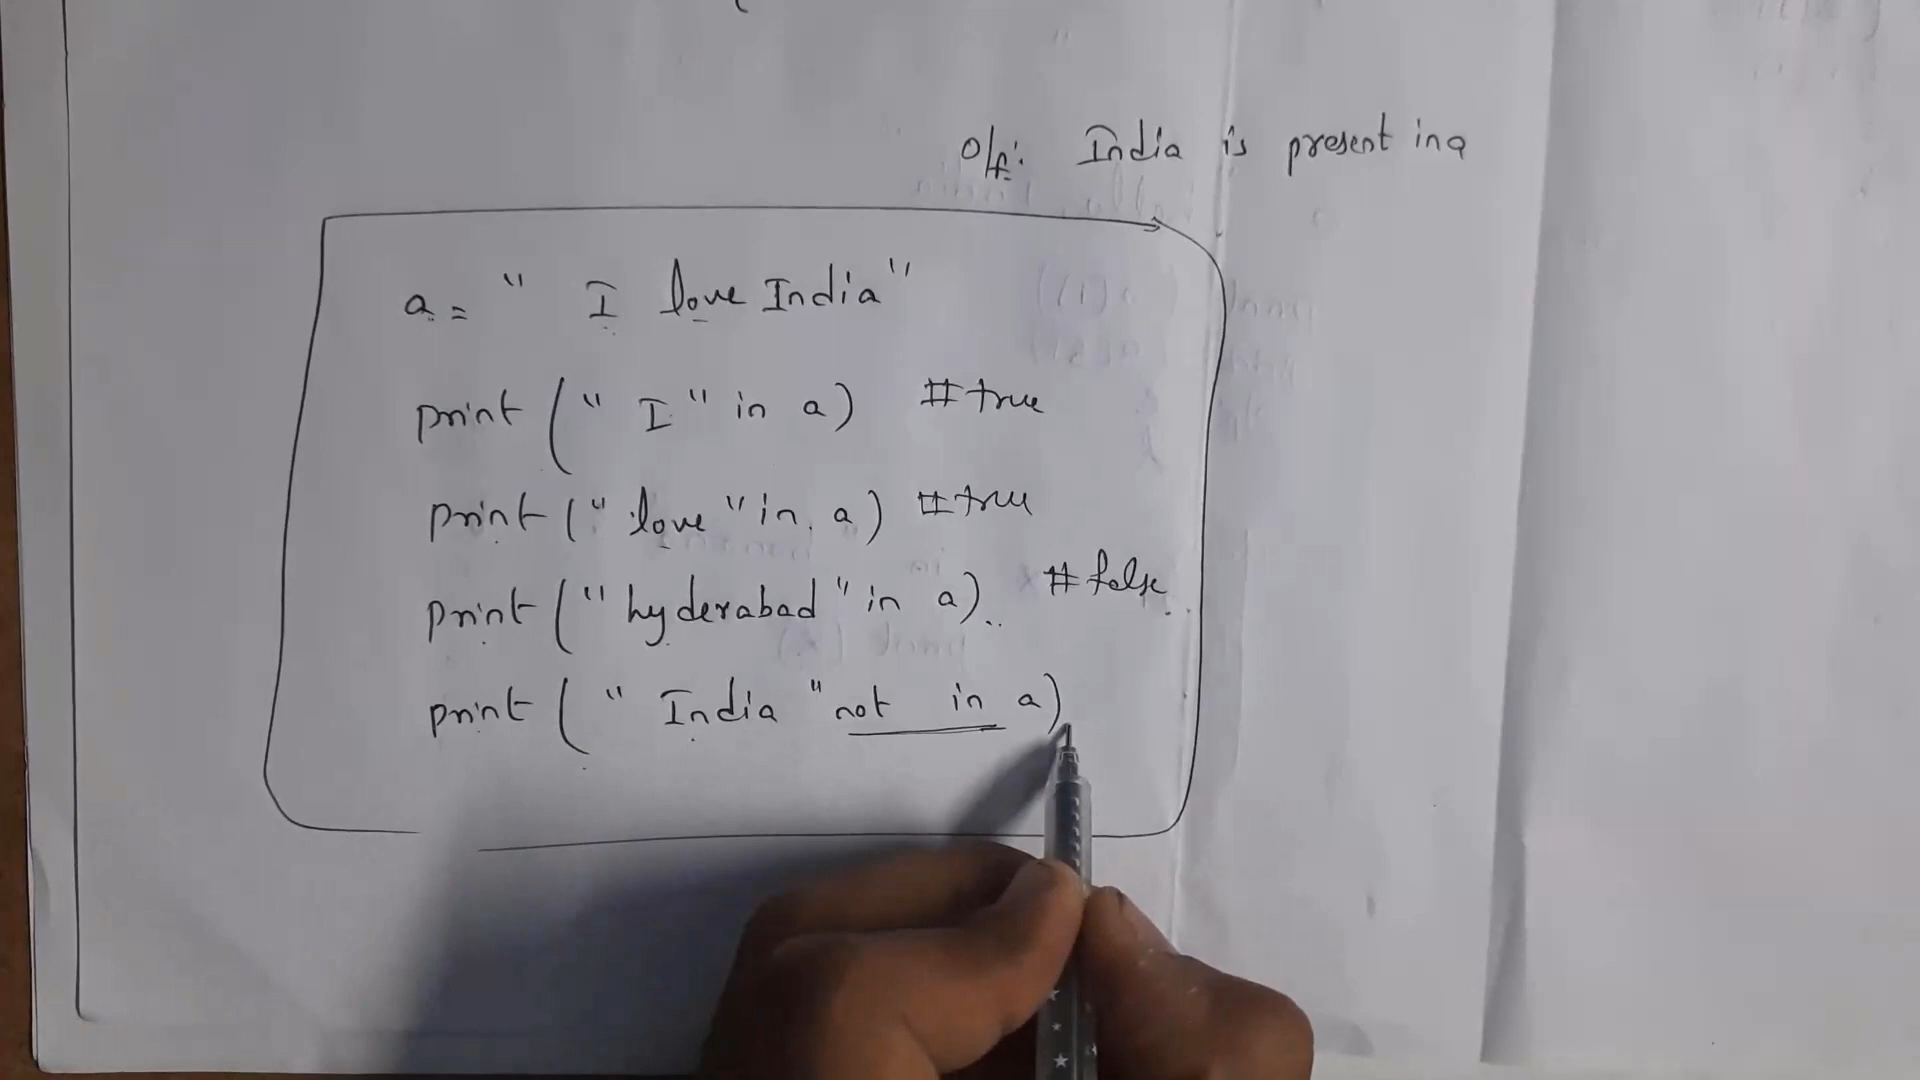 O/P: India is present in a
a = " I love India"
print (" I " in a) #true
print (" love " in a) #true
print (" hyderabad " in a) #false
print ( " India " not in a)